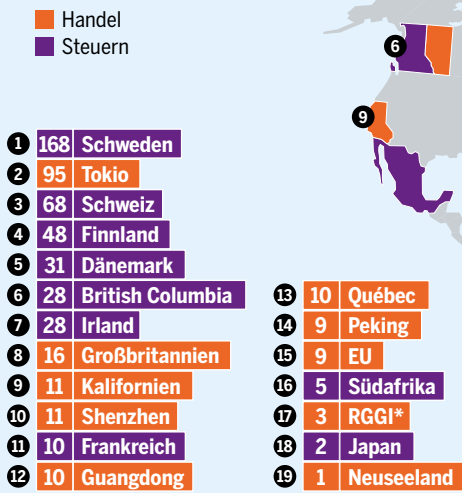 Handel
Steuern
6
9
1 168 Schweden
2 95 Tokio
3 68 Schweiz
4 48 Finnland
5 31 Dänemark
6 28 British Columbia
7 28 Irland
8 16 Großbritannien
9 11 Kalifornien
10 11 Shenzhen
11 10 Frankreich
12 10 Guangdong
13 10 Québec
14 9 Peking
15 9 EU
16 5 Südafrika
17 3 RGGI*
18 2 Japan
19 1 Neuseeland